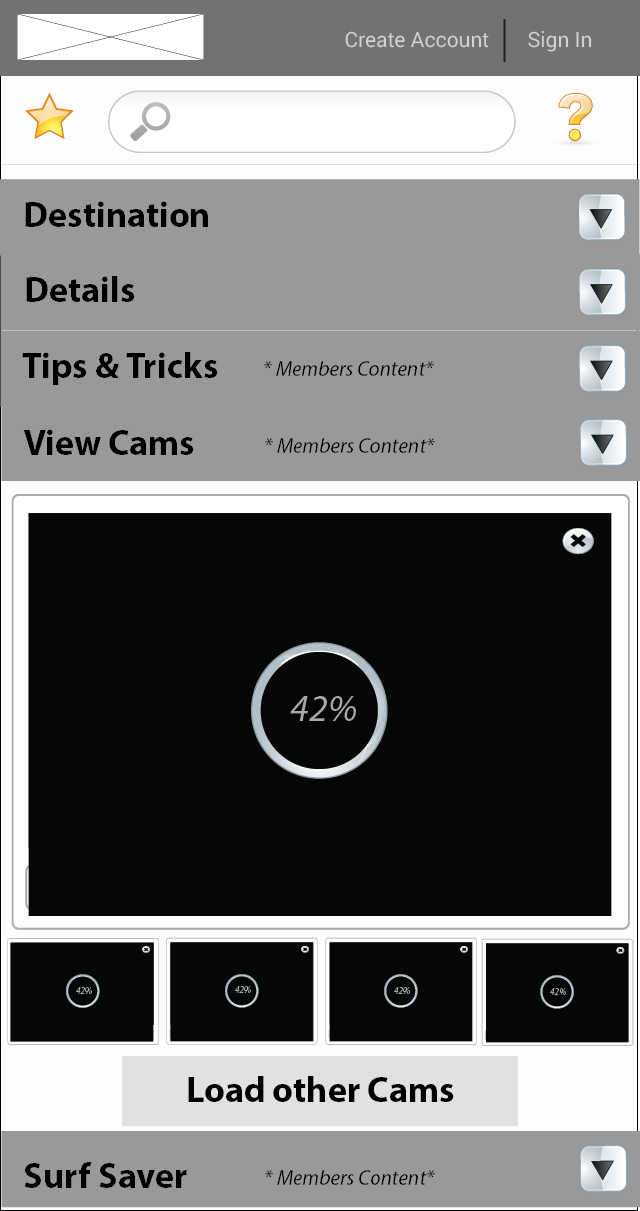 Create Account | Sign In
Destination
Details
Tips & Tricks * Members Content*
View Cams * Members Content*
42%
42% 42% 42% 42%
Load other Cams
Surf Saver * Members Content*